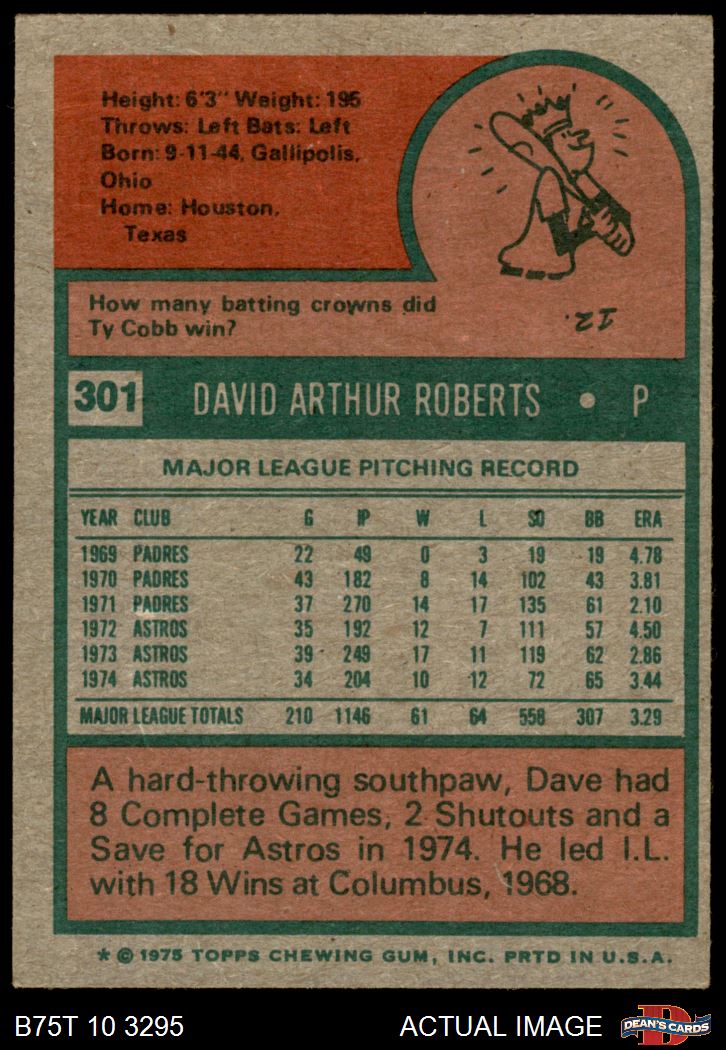 Height: 6'3" Weight: 195
Throws: Left Bats: Left
Born: 9-11-44, Gallipolis,
Ohio
Home: Houston,
Texas
How many batting crowns did
Ty Cobb win?
12.
301 DAVID ARTHUR ROBERTS • P
MAJOR LEAGUE PITCHING RECORD
YEAR CLUB G IP W L SO BB ERA
1969 PADRES 22 49 0 3 19 19 4.78
1970 PADRES 43 182 8 14 102 43 3.81
1971 PADRES 37 270 14 17 135 61 2.10
1972 ASTROS 35 192 12 7 111 57 4.50
1973 ASTROS 39 249 17 11 119 62 2.86
1974 ASTROS 34 204 10 12 72 65 3.44
MAJOR LEAGUE TOTALS 210 1146 61 64 558 307 3.29
A hard-throwing southpaw, Dave had
8 Complete Games, 2 Shutouts and a
Save for Astros in 1974. He led I.L.
with 18 Wins at Columbus, 1968.
* © 1975 TOPPS CHEWING GUM, INC. PRTD IN U.S.A.
B75T 10 3295 ACTUAL IMAGE
D
DEAN'S CARDS